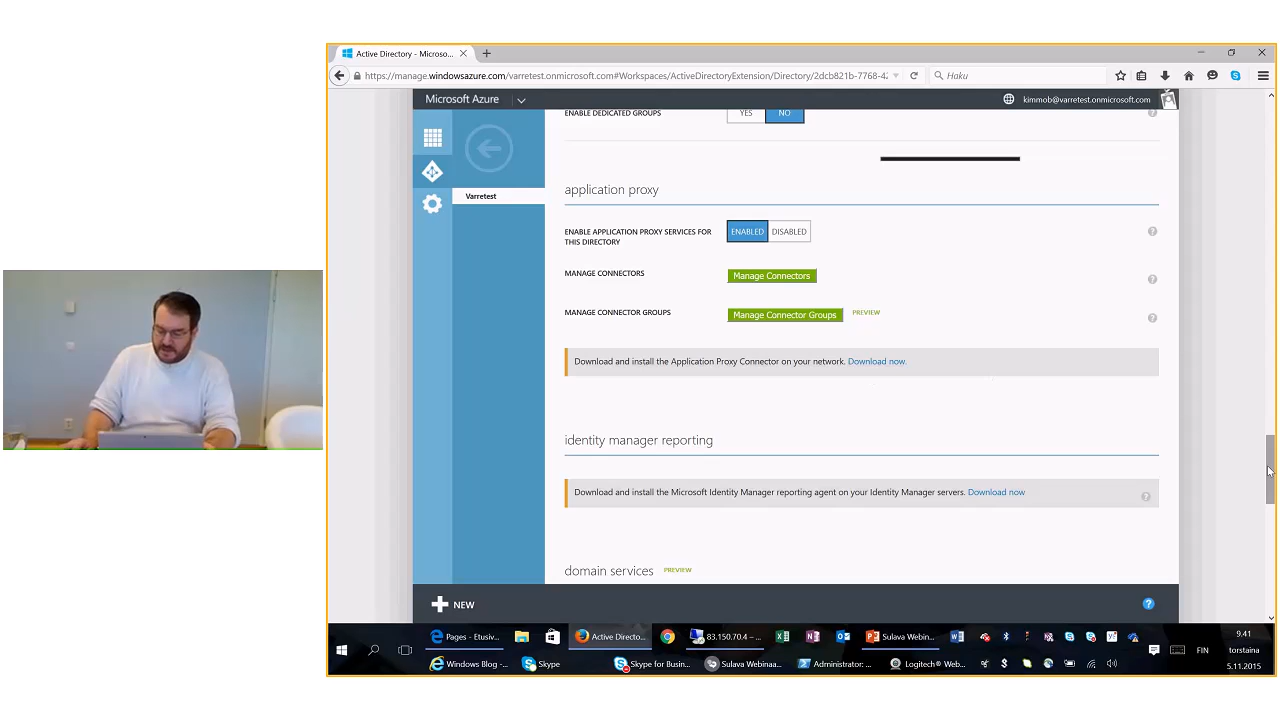 Active Directory - Microso...
https://manage.windowsazure.com/varretest.onmicrosoft.com#Workspaces/ActiveDirectoryExtension/Directory/2dcb821b-7768-42
Haku
Microsoft Azure
kimmob@varretest.onmicrosoft.com
ENABLE DEDICATED GROUPS
YES
NO
Varretest
application proxy
ENABLE APPLICATION PROXY SERVICES FOR
THIS DIRECTORY
ENABLED
DISABLED
MANAGE CONNECTORS
Manage Connectors
MANAGE CONNECTOR GROUPS
Manage Connector Groups
PREVIEW
Download and install the Application Proxy Connector on your network. Download now.
identity manager reporting
Download and install the Microsoft Identity Manager reporting agent on your Identity Manager servers. Download now
domain services
PREVIEW
NEW
Pages - Etusiv...
Active Directo...
83.150.70.4 – ...
Sulava Webin...
FIN
9.41
torstaina
5.11.2015
Windows Blog -...
Skype
Skype for Busin...
Sulava Webinaa...
Administrator: ...
Logitech® Web...